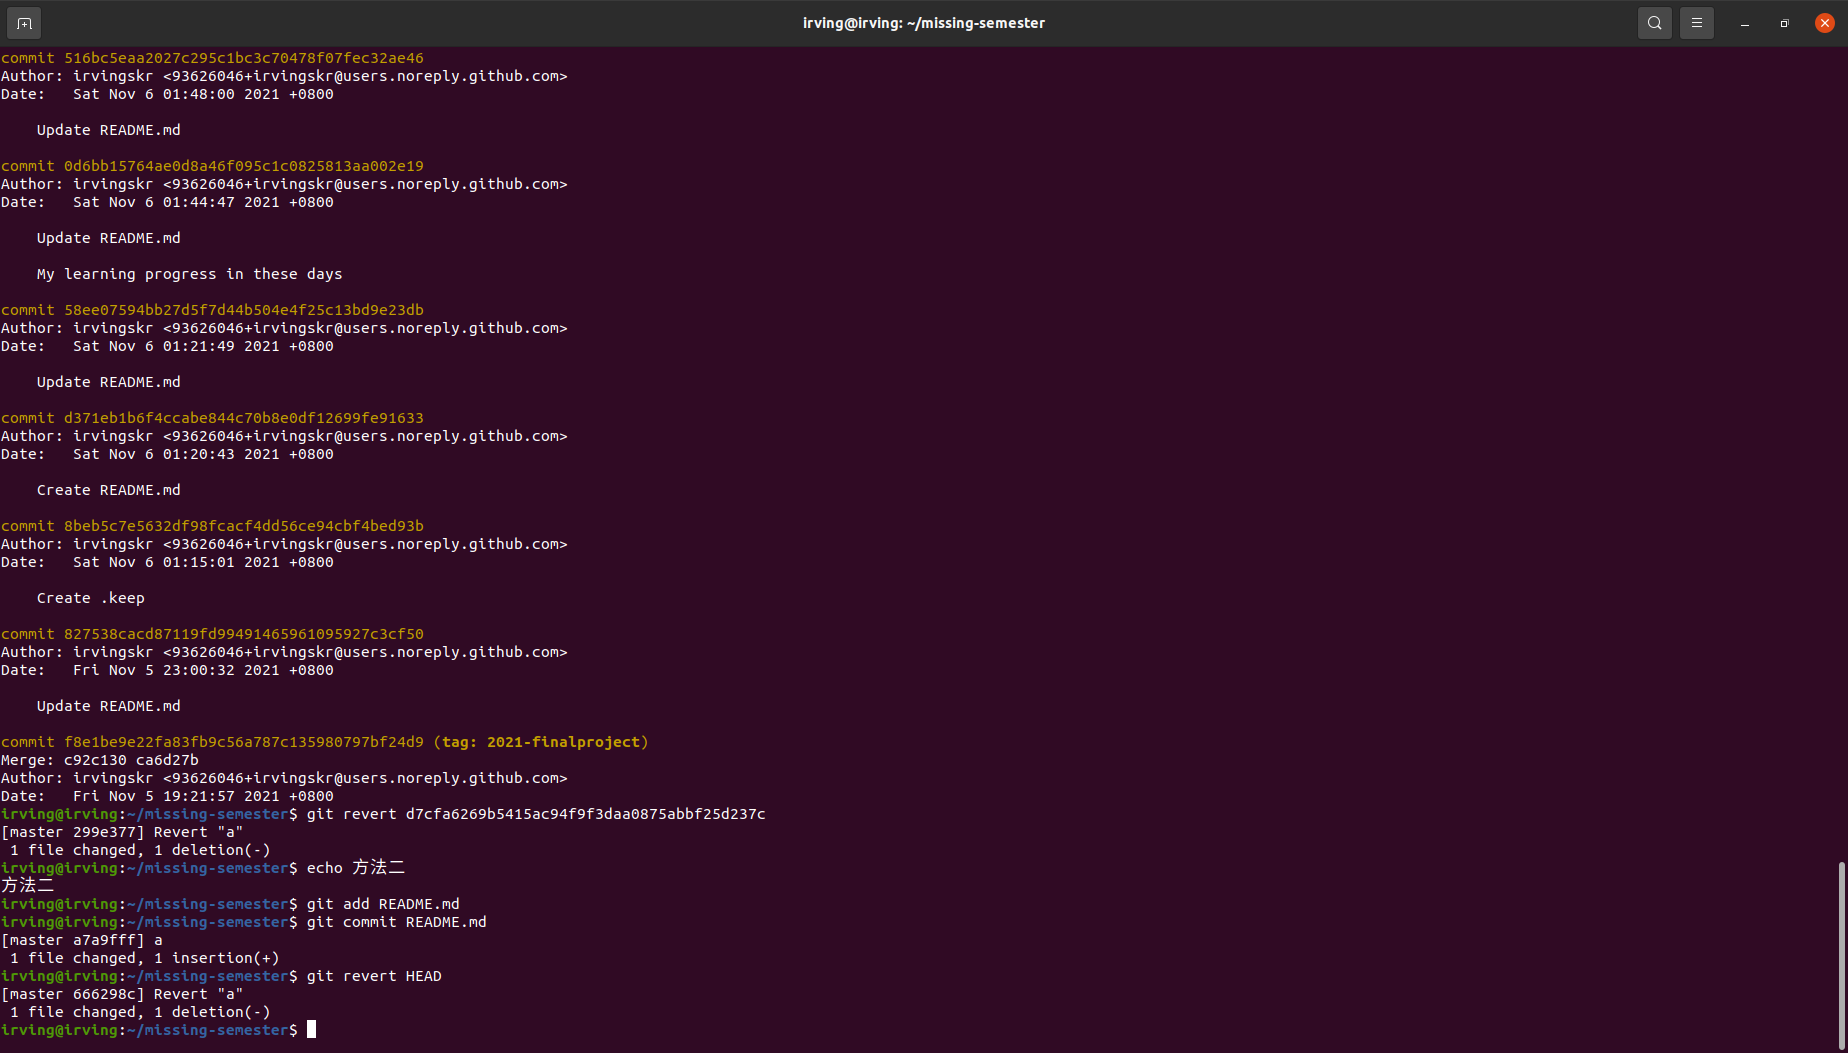 irving@irving: ~/missing-semester
commit 516bc5eaa2027c295c1bc3c70478f07fec32ae46
Author: irvingskr <93626046+irvingskr@users.noreply.github.com>
Date:   Sat Nov 6 01:48:00 2021 +0800
    Update README.md
commit 0d6bb15764ae0d8a46f095c1c0825813aa002e19
Author: irvingskr <93626046+irvingskr@users.noreply.github.com>
Date:   Sat Nov 6 01:44:47 2021 +0800
    Update README.md
    My learning progress in these days
commit 58ee07594bb27d5f7d44b504e4f25c13bd9e23db
Author: irvingskr <93626046+irvingskr@users.noreply.github.com>
Date:   Sat Nov 6 01:21:49 2021 +0800
    Update README.md
commit d371eb1b6f4ccabe844c70b8e0df12699fe91633
Author: irvingskr <93626046+irvingskr@users.noreply.github.com>
Date:   Sat Nov 6 01:20:43 2021 +0800
    Create README.md
commit 8beb5c7e5632df98fcacf4dd56ce94cbf4bed93b
Author: irvingskr <93626046+irvingskr@users.noreply.github.com>
Date:   Sat Nov 6 01:15:01 2021 +0800
    Create .keep
commit 827538cacd87119fd99491465961095927c3cf50
Author: irvingskr <93626046+irvingskr@users.noreply.github.com>
Date:   Fri Nov 5 23:00:32 2021 +0800
    Update README.md
commit f8e1be9e22fa83fb9c56a787c135980797bf24d9 (tag: 2021-finalproject)
Merge: c92c130 ca6d27b
Author: irvingskr <93626046+irvingskr@users.noreply.github.com>
Date:   Fri Nov 5 19:21:57 2021 +0800
irving@irving:~/missing-semester$ git revert d7cfa6269b5415ac94f9f3daa0875abbf25d237c
[master 299e377] Revert "a"
 1 file changed, 1 deletion(-)
irving@irving:~/missing-semester$ echo 方法二
方法二
irving@irving:~/missing-semester$ git add README.md
irving@irving:~/missing-semester$ git commit README.md
[master a7a9fff] a
 1 file changed, 1 insertion(+)
irving@irving:~/missing-semester$ git revert HEAD
[master 666298c] Revert "a"
 1 file changed, 1 deletion(-)
irving@irving:~/missing-semester$